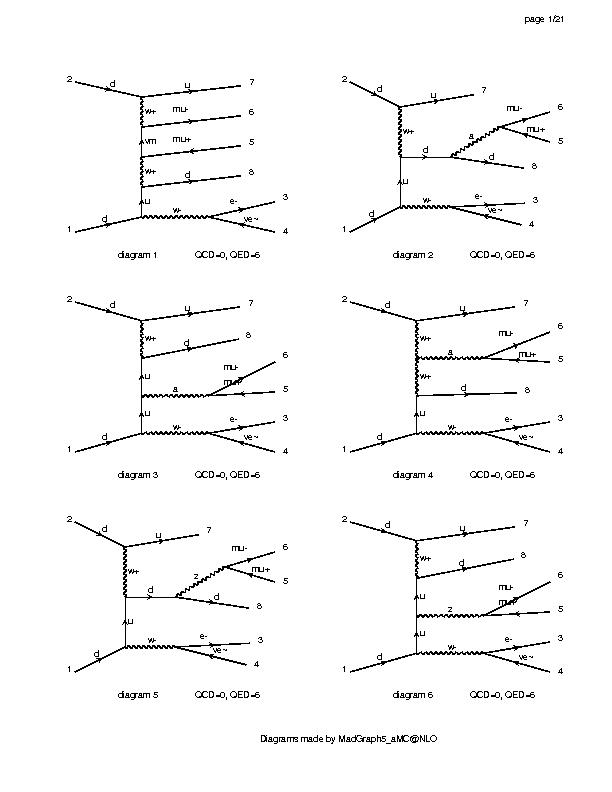 page 1/21
2 d u 7
w+ mu- 6
vm mu+ 5
w+ d 8
u e- 3
1 d w- ve~ 4
diagram 1 QCD=0, QED=6
2 d u 7
w+ a mu- 6
mu+ 5
d d 8
u e- 3
1 d w- ve~ 4
diagram 2 QCD=0, QED=6
2 d u 7
w+ d 8
u mu- 6
a mu+ 5
u e- 3
1 d w- ve~ 4
diagram 3 QCD=0, QED=6
2 d u 7
w+ mu- 6
a mu+ 5
w+ d 8
u e- 3
1 d w- ve~ 4
diagram 4 QCD=0, QED=6
2 d u 7
w+ z mu- 6
mu+ 5
d d 8
u e- 3
1 d w- ve~ 4
diagram 5 QCD=0, QED=6
2 d u 7
w+ d 8
u mu- 6
z mu+ 5
u e- 3
1 d w- ve~ 4
diagram 6 QCD=0, QED=6
Diagrams made by MadGraph5_aMC@NLO